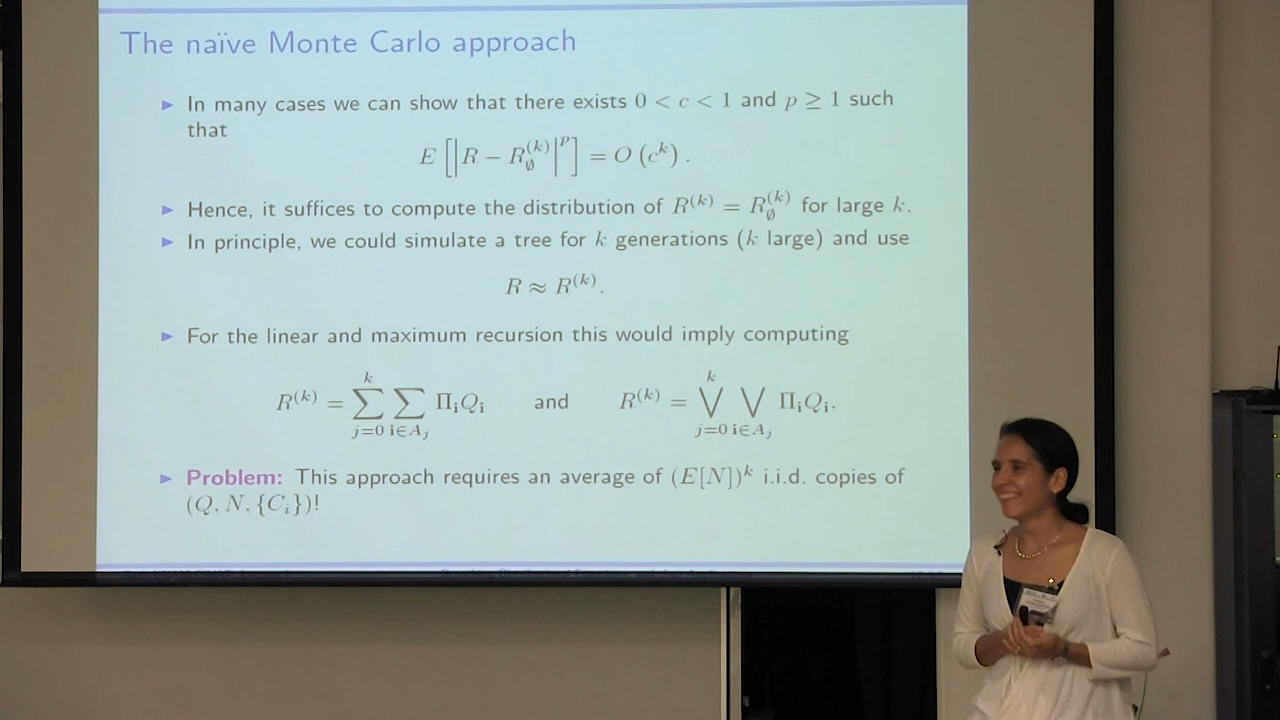 The naïve Monte Carlo approach
► In many cases we can show that there exists 0 < c < 1 and p ≥ 1 such
that
E [|R − R_∅^{(k)}|^p] = O (c^k) .
► Hence, it suffices to compute the distribution of R^{(k)} = R_∅^{(k)} for large k.
► In principle, we could simulate a tree for k generations (k large) and use
R ≈ R^{(k)}.
► For the linear and maximum recursion this would imply computing
R^{(k)} = ∑_{j=0}^{k} ∑_{i∈A_j} Π_i Q_i and R^{(k)} = ⋁_{j=0}^{k} ⋁_{i∈A_j} Π_i Q_i.
► Problem: This approach requires an average of (E[N])^k i.i.d. copies of
(Q, N, {C_i})!